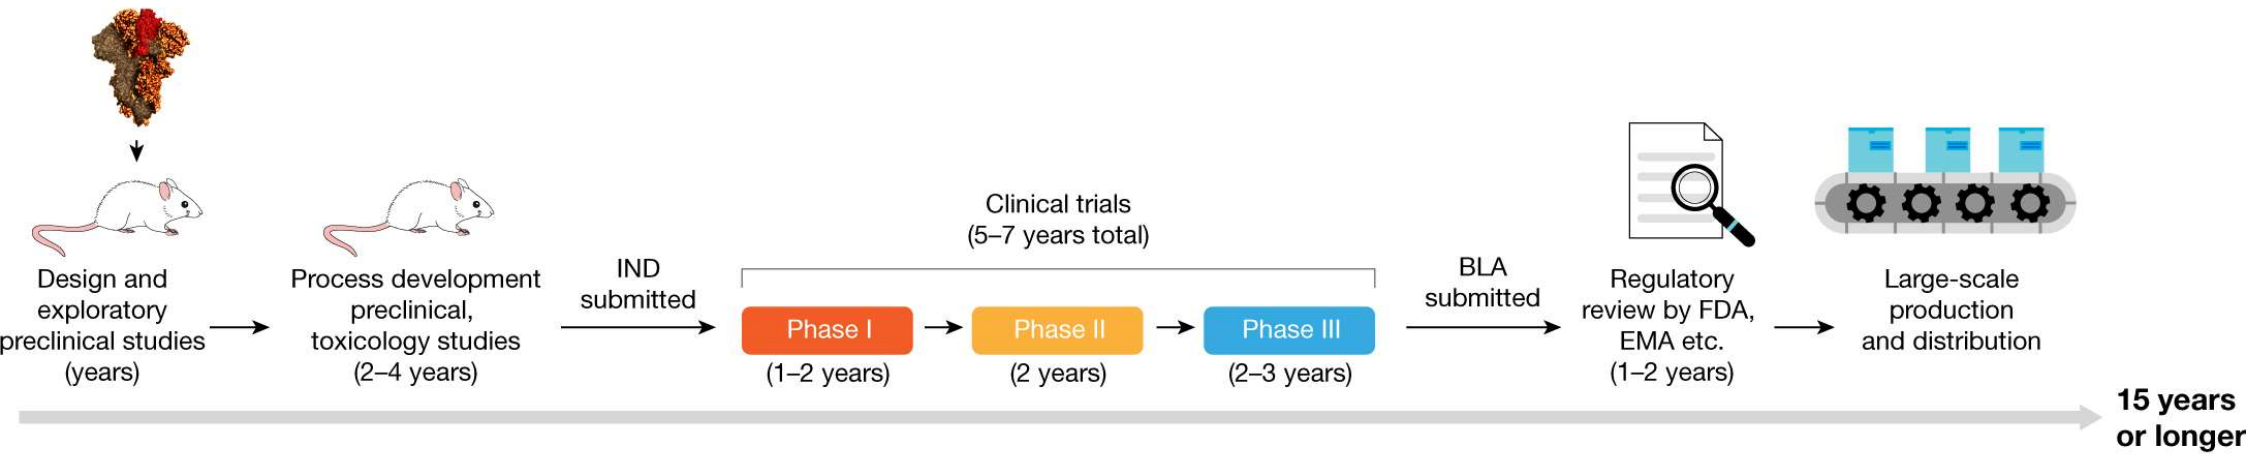 Design and
exploratory
preclinical studies
(years)
Process development
preclinical,
toxicology studies
(2–4 years)
IND
submitted
Clinical trials
(5–7 years total)
Phase I
(1–2 years)
Phase II
(2 years)
Phase III
(2–3 years)
BLA
submitted
Regulatory
review by FDA,
EMA etc.
(1–2 years)
Large-scale
production
and distribution
15 years
or longer